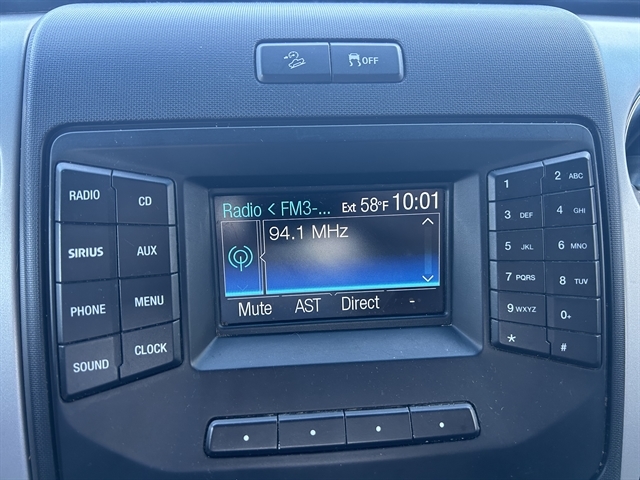 OFF
RADIO
CD
SIRIUS
AUX
PHONE
MENU
SOUND
CLOCK
Radio < FM3-... Ext 58°F 10:01
94.1 MHz
Mute AST Direct -
1
2 ABC
3 DEF
4 GHI
5 JKL
6 MNO
7 PQRS
8 TUV
9 WXYZ
0+
*
#